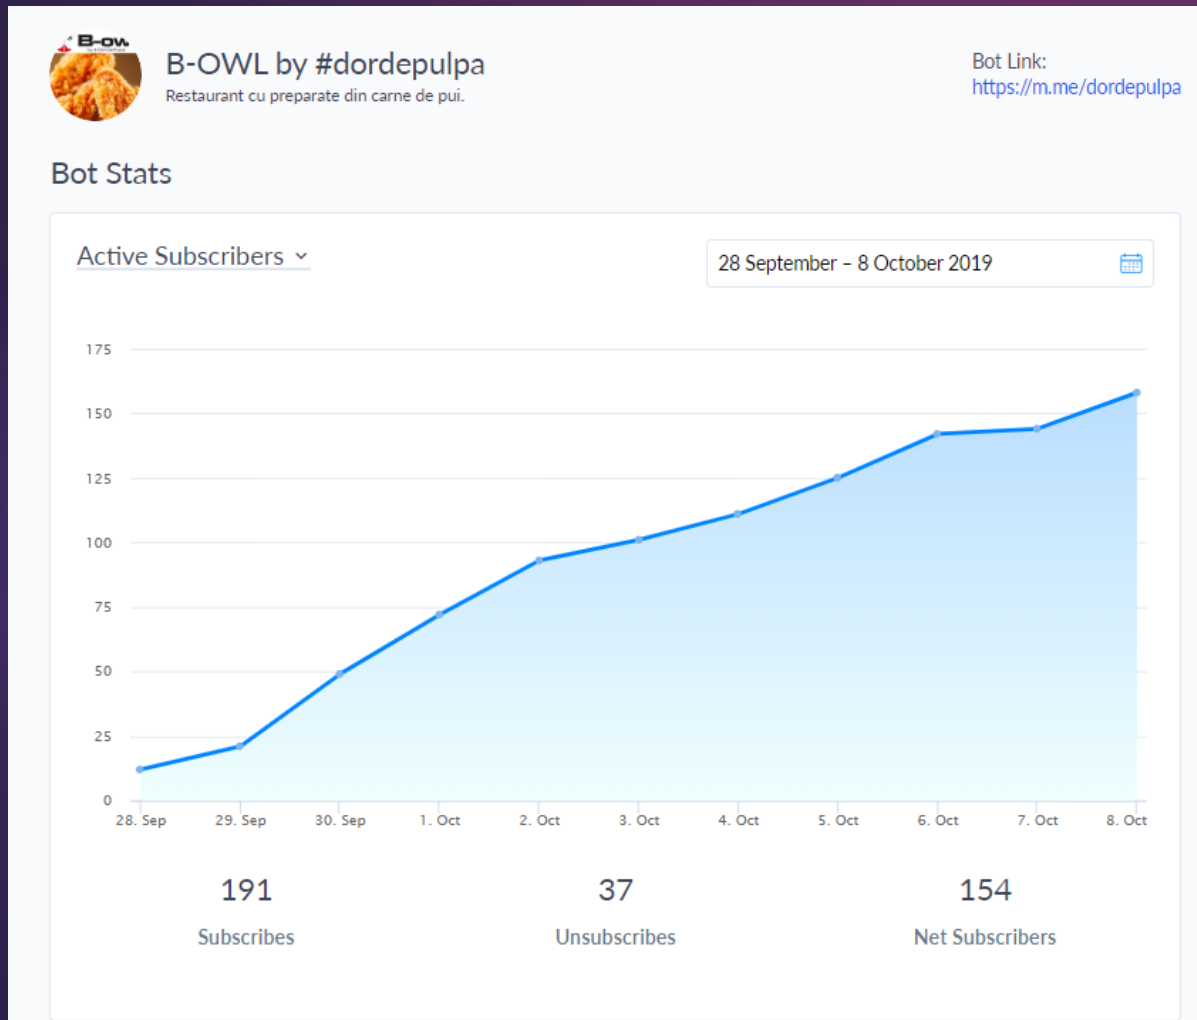 B-OWL
B-OWL by #dordepulpa
Restaurant cu preparate din carne de pui.
Bot Link:
https://m.me/dordepulpa
Bot Stats
Active Subscribers
28 September – 8 October 2019
175
150
125
100
75
50
25
0
28. Sep 29. Sep 30. Sep 1. Oct 2. Oct 3. Oct 4. Oct 5. Oct 6. Oct 7. Oct 8. Oct
191 37 154
Subscribes Unsubscribes Net Subscribers